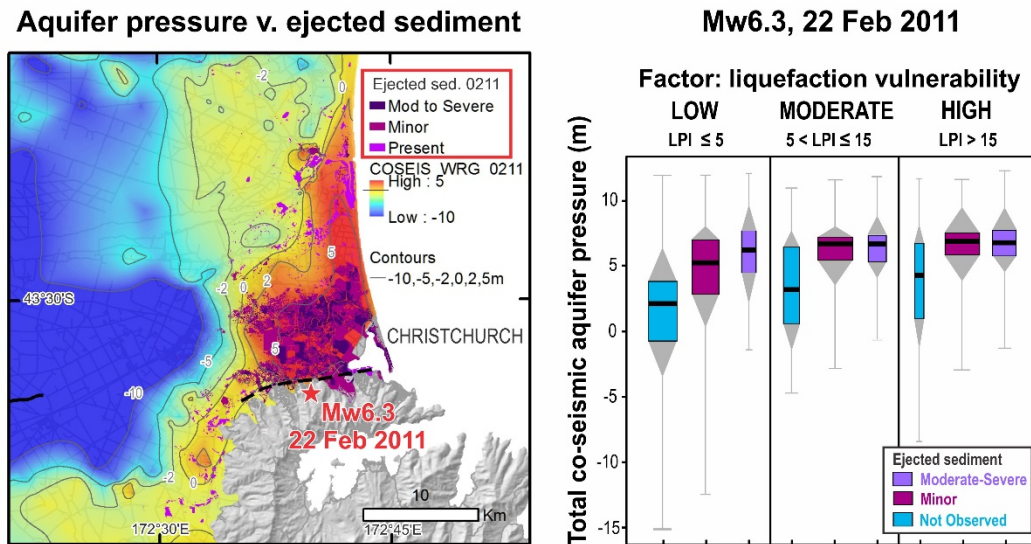 Aquifer pressure v. ejected sediment
-2
0
Ejected sed. 0211
Mod to Severe
Minor
Present
COSEIS_WRG 0211
High : 5
Low : -10
Contours
-10,-5,-2,0,2,5m
0
5
-2
0
2
43°30'S
CHRISTCHURCH
-5
5
-10
Mw6.3
22 Feb 2011
-2
0
10
Km
172°30'E
172°45'E
Mw6.3, 22 Feb 2011
Factor: liquefaction vulnerability
LOW
MODERATE
HIGH
LPI ≤ 5
5 < LPI ≤ 15
LPI > 15
Total co-seismic aquifer pressure (m)
10
5
0
-5
-10
-15
Ejected sediment
Moderate-Severe
Minor
Not Observed